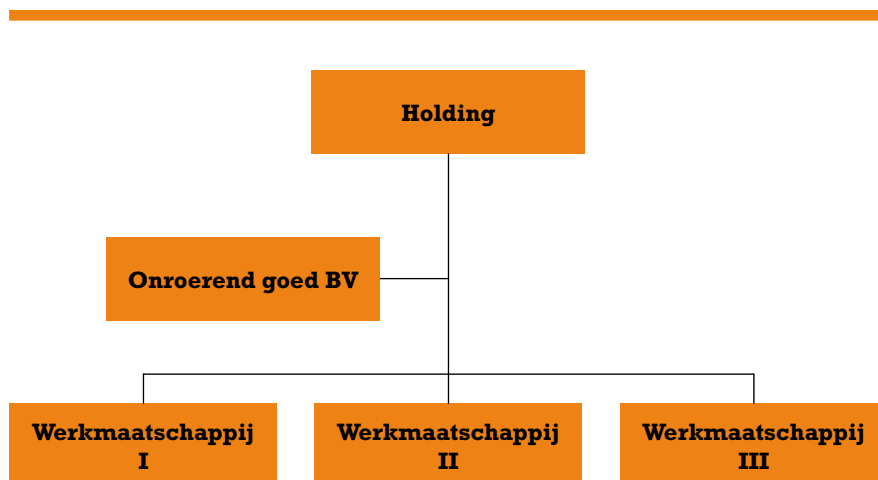 Holding
Onroerend goed BV
Werkmaatschappij
I
Werkmaatschappij
II
Werkmaatschappij
III